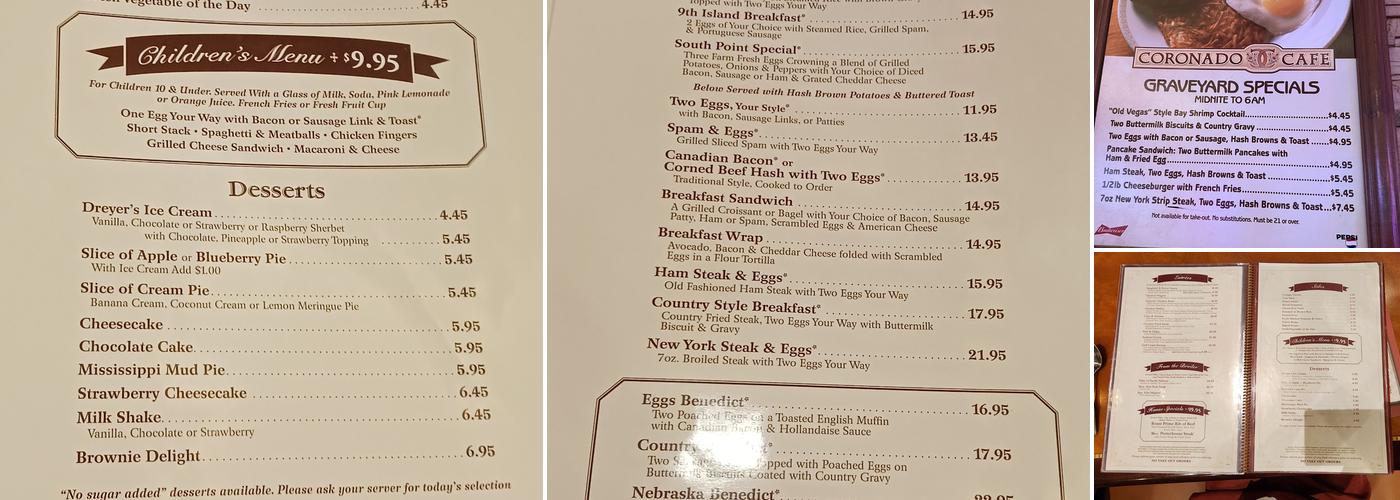 Vegetable of the Day 4.45
Children's Menu + $9.95
For Children 10 & Under. Served With a Glass of Milk, Soda, Pink Lemonade
or Orange Juice. French Fries or Fresh Fruit Cup
One Egg Your Way with Bacon or Sausage Link & Toast*
Short Stack • Spaghetti & Meatballs • Chicken Fingers
Grilled Cheese Sandwich • Macaroni & Cheese
Desserts
Dreyer's Ice Cream 4.45
Vanilla, Chocolate or Strawberry or Raspberry Sherbet
with Chocolate, Pineapple or Strawberry Topping 5.45
Slice of Apple or Blueberry Pie 5.45
With Ice Cream Add $1.00
Slice of Cream Pie 5.45
Banana Cream, Coconut Cream or Lemon Meringue Pie
Cheesecake 5.95
Chocolate Cake 5.95
Mississippi Mud Pie 5.95
Strawberry Cheesecake 6.45
Milk Shake 6.45
Vanilla, Chocolate or Strawberry
Brownie Delight 6.95
"No sugar added" desserts available. Please ask your server for today's selection
Topped with Two Eggs Your Way
9th Island Breakfast* 14.95
2 Eggs of Your Choice with Steamed Rice, Grilled Spam,
& Portuguese Sausage
South Point Special* 15.95
Three Farm Fresh Eggs Crowning a Blend of Grilled
Potatoes, Onions & Peppers with Your Choice of Diced
Bacon, Sausage or Ham & Grated Cheddar Cheese
Below Served with Hash Brown Potatoes & Buttered Toast
Two Eggs, Your Style* 11.95
with Bacon, Sausage Links, or Patties
Spam & Eggs* 13.45
Grilled Sliced Spam with Two Eggs Your Way
Canadian Bacon* or
Corned Beef Hash with Two Eggs* 13.95
Traditional Style, Cooked to Order
Breakfast Sandwich 14.95
A Grilled Croissant or Bagel with Your Choice of Bacon, Sausage
Patty, Ham or Spam, Scrambled Eggs & American Cheese
Breakfast Wrap 14.95
Avocado, Bacon & Cheddar Cheese folded with Scrambled
Eggs in a Flour Tortilla
Ham Steak & Eggs* 15.95
Old Fashioned Ham Steak with Two Eggs Your Way
Country Style Breakfast* 17.95
Country Fried Steak, Two Eggs Your Way with Buttermilk
Biscuit & Gravy
New York Steak & Eggs* 21.95
7oz. Broiled Steak with Two Eggs Your Way
Eggs Benedict* 16.95
Two Poached Eggs on a Toasted English Muffin
with Canadian Bacon & Hollandaise Sauce
Country 17.95
Two Topped with Poached Eggs on
Buttermilk Biscuits Coated with Country Gravy
Nebraska Benedict*
CORONADO CAFE
GRAVEYARD SPECIALS
MIDNITE TO 6AM
"Old Vegas" Style Bay Shrimp Cocktail $4.45
Two Buttermilk Biscuits & Country Gravy $4.45
Two Eggs with Bacon or Sausage, Hash Browns & Toast $4.95
Pancake Sandwich: Two Buttermilk Pancakes with
Ham & Fried Egg $4.95
Ham Steak, Two Eggs, Hash Browns & Toast $5.45
1/2lb Cheeseburger with French Fries $5.45
7oz New York Strip Steak, Two Eggs, Hash Browns & Toast $7.45
Not available for take-out. No substitutions. Must be 21 or over.
Budweiser
PEPSI
Entrées
From the Broiler
House Specials
Sides
Children's Menu $9.95
Desserts